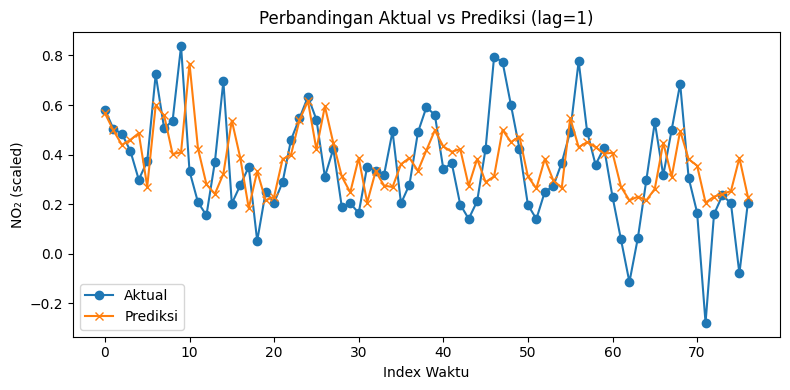 Perbandingan Aktual vs Prediksi (lag=1)
NO₂ (scaled)
0.8
0.6
0.4
0.2
0.0
−0.2
Aktual
Prediksi
0 10 20 30 40 50 60 70
Index Waktu